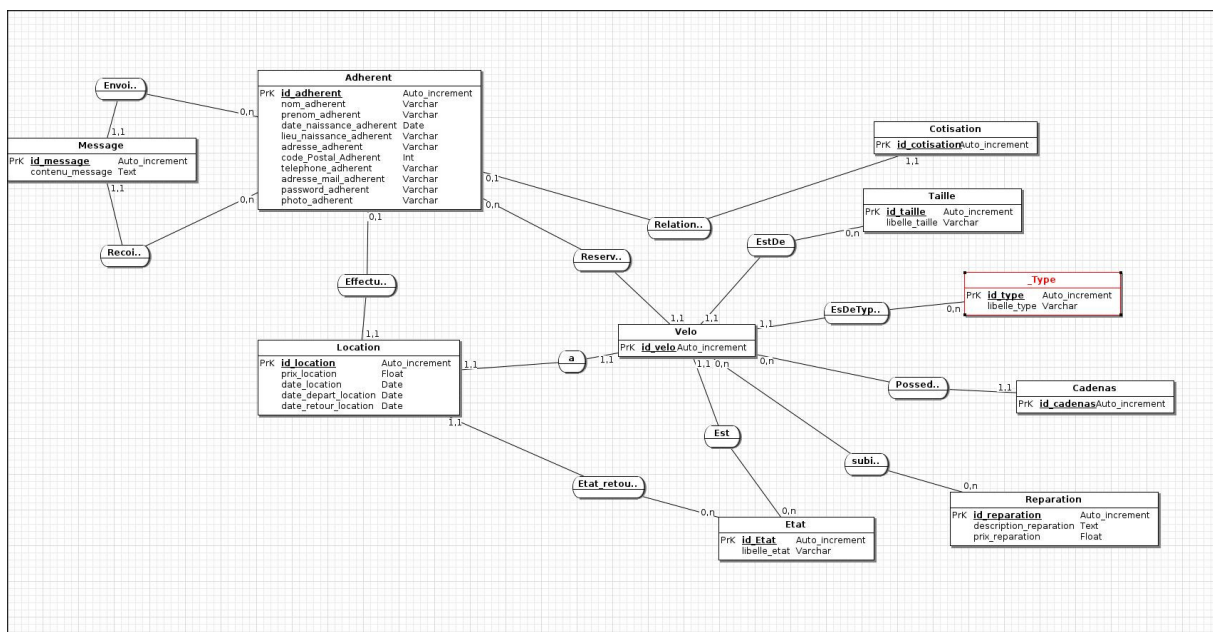 Envoi..
0,n
1,1
Message
PrK id_message Auto_increment
contenu_message Text
1,1
0,n
Recoi..
Adherent
PrK id_adherent Auto_increment
nom_adherent Varchar
prenom_adherent Varchar
date_naissance_adherent Date
lieu_naissance_adherent Varchar
adresse_adherent Varchar
code_Postal_Adherent Int
telephone_adherent Varchar
adresse_mail_adherent Varchar
password_adherent Varchar
photo_adherent Varchar
0,1
0,n
0,1
Effectu..
1,1
Location
PrK id_location Auto_increment
prix_location Float
date_location Date
date_depart_location Date
date_retour_location Date
1,1
1,1
a
1,1
Relation..
1,1
Cotisation
PrK id_cotisation Auto_increment
Taille
PrK id_taille Auto_increment
libelle_taille Varchar
0,n
EstDe
1,1
Reserv..
1,1
_Type
PrK id_type Auto_increment
libelle_type Varchar
0,n
EsDeTyp..
1,1
Velo
PrK id_velo Auto_increment
0,n
Possed..
1,1
Cadenas
PrK id_cadenas Auto_increment
1,1
0,n
Est
0,n
subi..
0,n
Reparation
PrK id_reparation Auto_increment
description_reparation Text
prix_reparation Float
Etat_retou..
0,n
Etat
PrK id_Etat Auto_increment
libelle_etat Varchar